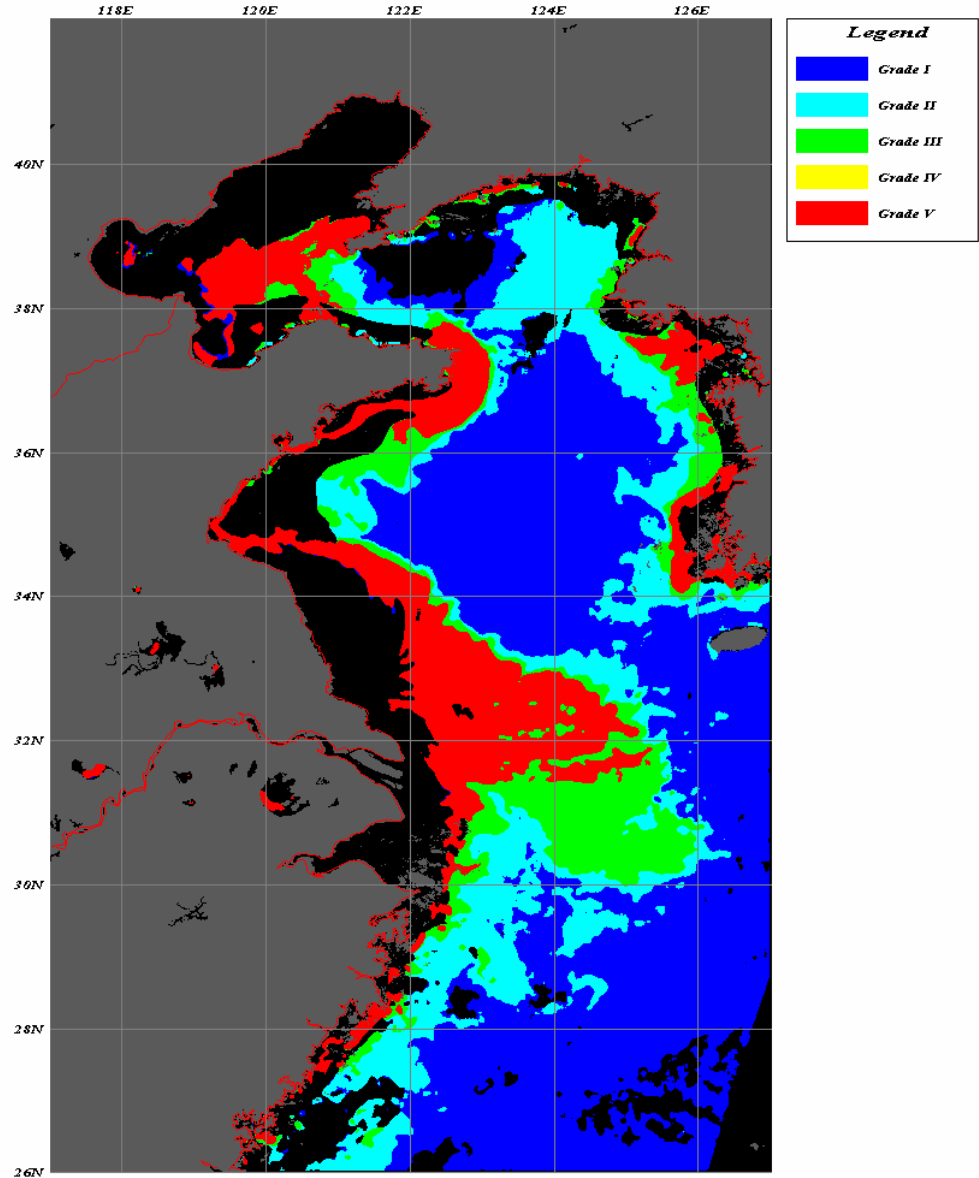 118E 120E 122E 124E 126E
Legend
Grade I
Grade II
Grade III
Grade IV
Grade V
40N
38N
36N
34N
32N
30N
28N
26N